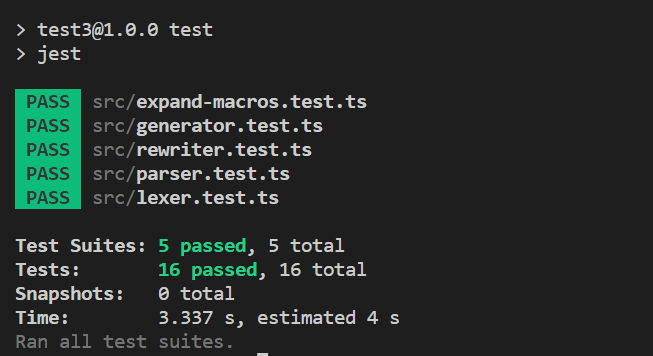 > test3@1.0.0 test
> jest
PASS src/expand-macros.test.ts
PASS src/generator.test.ts
PASS src/rewriter.test.ts
PASS src/parser.test.ts
PASS src/lexer.test.ts
Test Suites: 5 passed, 5 total
Tests: 16 passed, 16 total
Snapshots: 0 total
Time: 3.337 s, estimated 4 s
Ran all test suites.